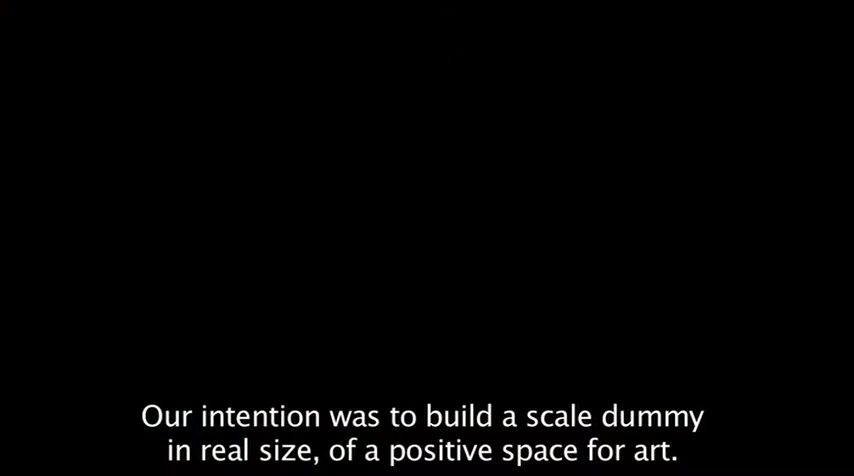 Our intention was to build a scale dummy
in real size, of a positive space for art.